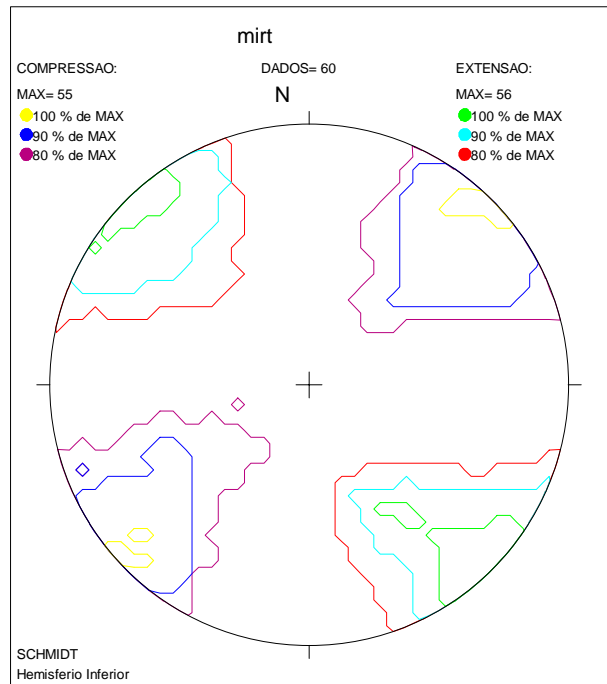 mirt
COMPRESSAO: DADOS= 60 EXTENSAO:
MAX= 55 N MAX= 56
100 % de MAX 100 % de MAX
90 % de MAX 90 % de MAX
80 % de MAX 80 % de MAX
SCHMIDT
Hemisferio Inferior